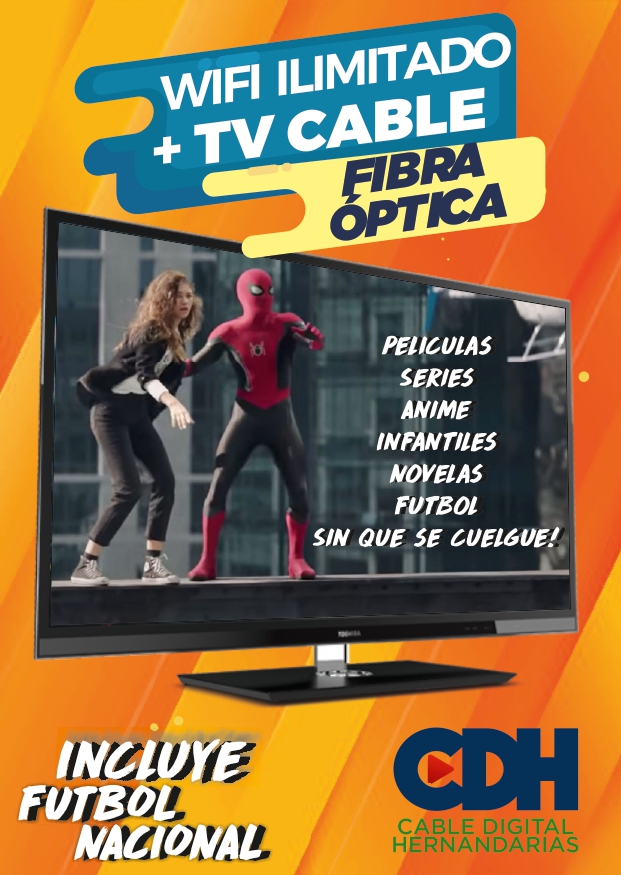 WIFI ILIMITADO
+ TV CABLE
FIBRA
ÓPTICA
PELICULAS
SERIES
ANIME
INFANTILES
NOVELAS
FUTBOL
SIN QUE SE CUELGUE!
TOSHIBA
INCLUYE
FUTBOL
NACIONAL
CDH
CABLE DIGITAL
HERNANDARIAS